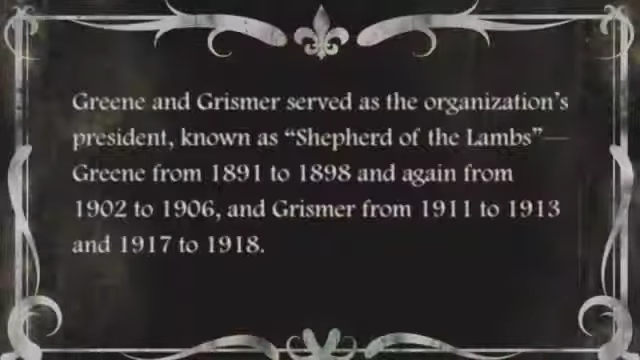 Greene and Grismer served as the organization's
president, known as “Shepherd of the Lambs”—
Greene from 1891 to 1898 and again from
1902 to 1906, and Grismer from 1911 to 1913
and 1917 to 1918.